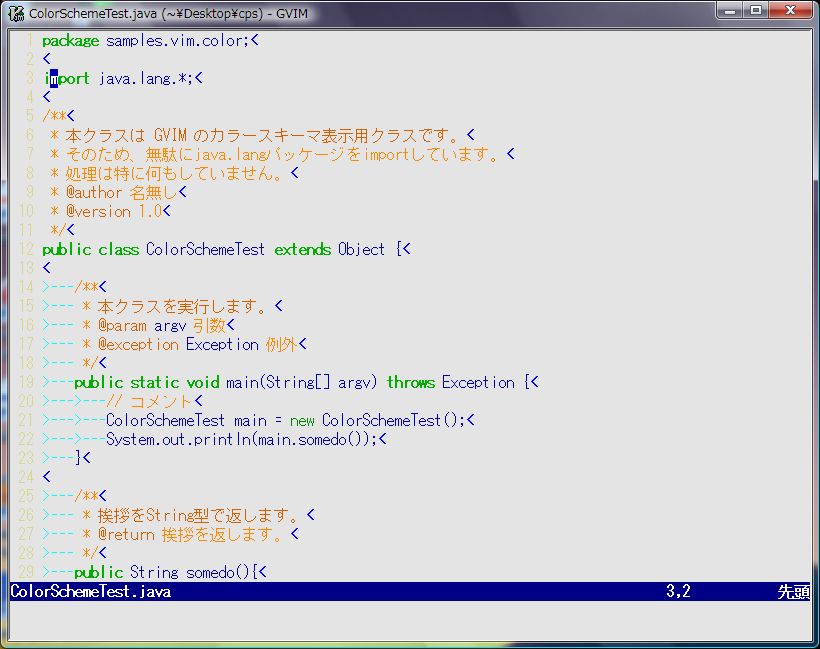 ColorSchemeTest.java (~¥Desktop¥cps) - GVIM
1 package samples.vim.color;<
2 <
3 import java.lang.*;<
4 <
5 /**<
6  * 本クラスは GVIM のカラースキーマ表示用クラスです。<
7  * そのため、無駄にjava.langパッケージをimportしています。<
8  * 処理は特に何もしていません。<
9  * @author 名無し<
10  * @version 1.0<
11  */<
12 public class ColorSchemeTest extends Object {<
13 <
14 >---/**<
15 >--- * 本クラスを実行します。<
16 >--- * @param argv 引数<
17 >--- * @exception Exception 例外<
18 >--- */<
19 >---public static void main(String[] argv) throws Exception {<
20 >--->---// コメント<
21 >--->---ColorSchemeTest main = new ColorSchemeTest();<
22 >--->---System.out.println(main.somedo());<
23 >---}<
24 <
25 >---/**<
26 >--- * 挨拶をString型で返します。<
27 >--- * @return 挨拶を返します。<
28 >--- */<
29 >---public String somedo(){<
ColorSchemeTest.java 3,2 先頭